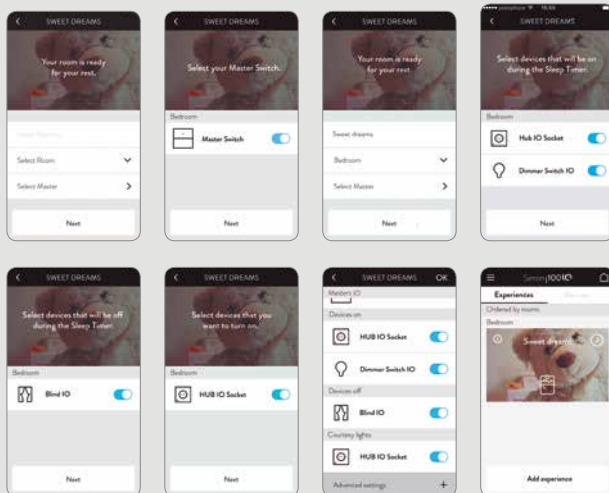 SWEET DREAMS
Your room is ready
for your rest.
Select Room
Select Master
Next
SWEET DREAMS
Select your Master Switch.
Bedroom
Master Switch
Next
SWEET DREAMS
Your room is ready
for your rest
Sweet dreams
Bedroom
Select Master
Next
SWEET DREAMS
Select devices that will be on
during the Sleep Timer.
Bedroom
Hub IO Socket
Dimmer Switch IO
Next
SWEET DREAMS
Select devices that will be off
during the Sleep Timer.
Bedroom
Blind IO
Next
SWEET DREAMS
Select devices that you
want to turn on.
Bedroom
HUB IO Socket
Next
SWEET DREAMS OK
Master's IO
Devices on
HUB IO Socket
Dimmer Switch IO
Devices off
Blind IO
Courtesy lights
HUB IO Socket
Advanced settings +
Simon|100 IO
Experiences
Ordered by rooms
Bedroom
Sweet dreams
Add experience